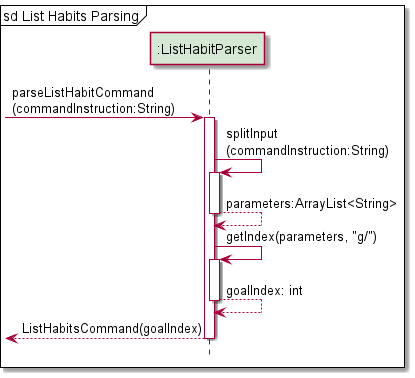 sd List Habits Parsing
:ListHabitParser
parseListHabitCommand
(commandInstruction:String)
splitInput
(commandInstruction:String)
parameters:ArrayList<String>
getIndex(parameters, "g/")
goalIndex: int
ListHabitsCommand(goalIndex)